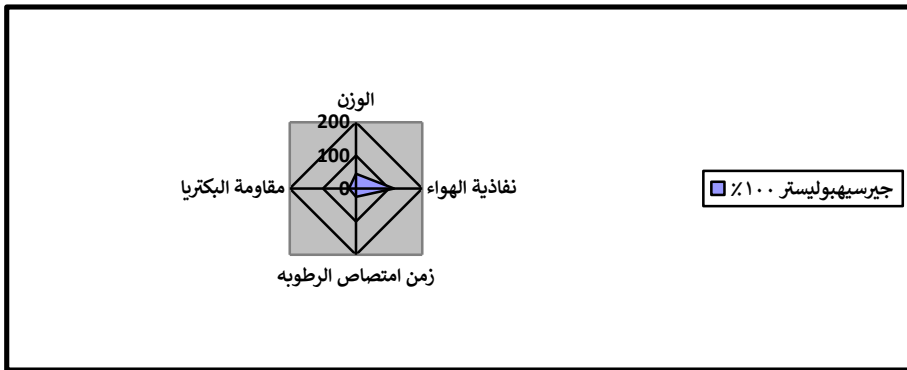 الوزن
200
100
0
نفاذية الهواء
مقاومة البكتريا
زمن امتصاص الرطوبه
جيرسيهبوليستر ١٠٠٪